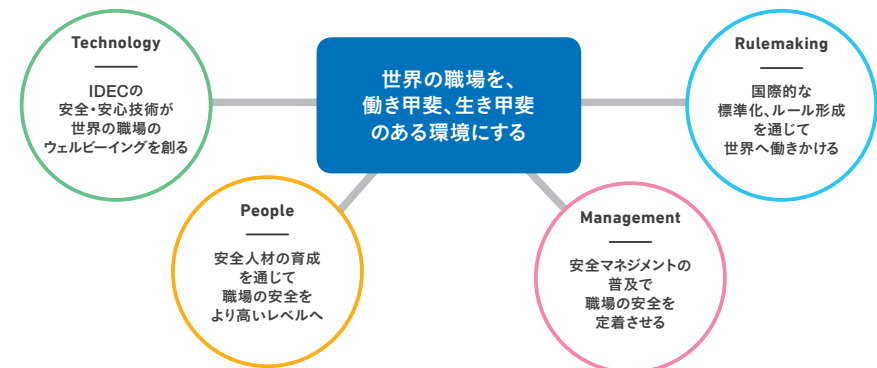 Technology
IDECの
安全・安心技術が
世界の職場の
ウェルビーイングを創る
世界の職場を、
働き甲斐、生き甲斐
のある環境にする
Rulemaking
国際的な
標準化、ルール形成
を通じて
世界へ働きかける
People
安全人材の育成
を通じて
職場の安全を
より高いレベルへ
Management
安全マネジメントの
普及で
職場の安全を
定着させる